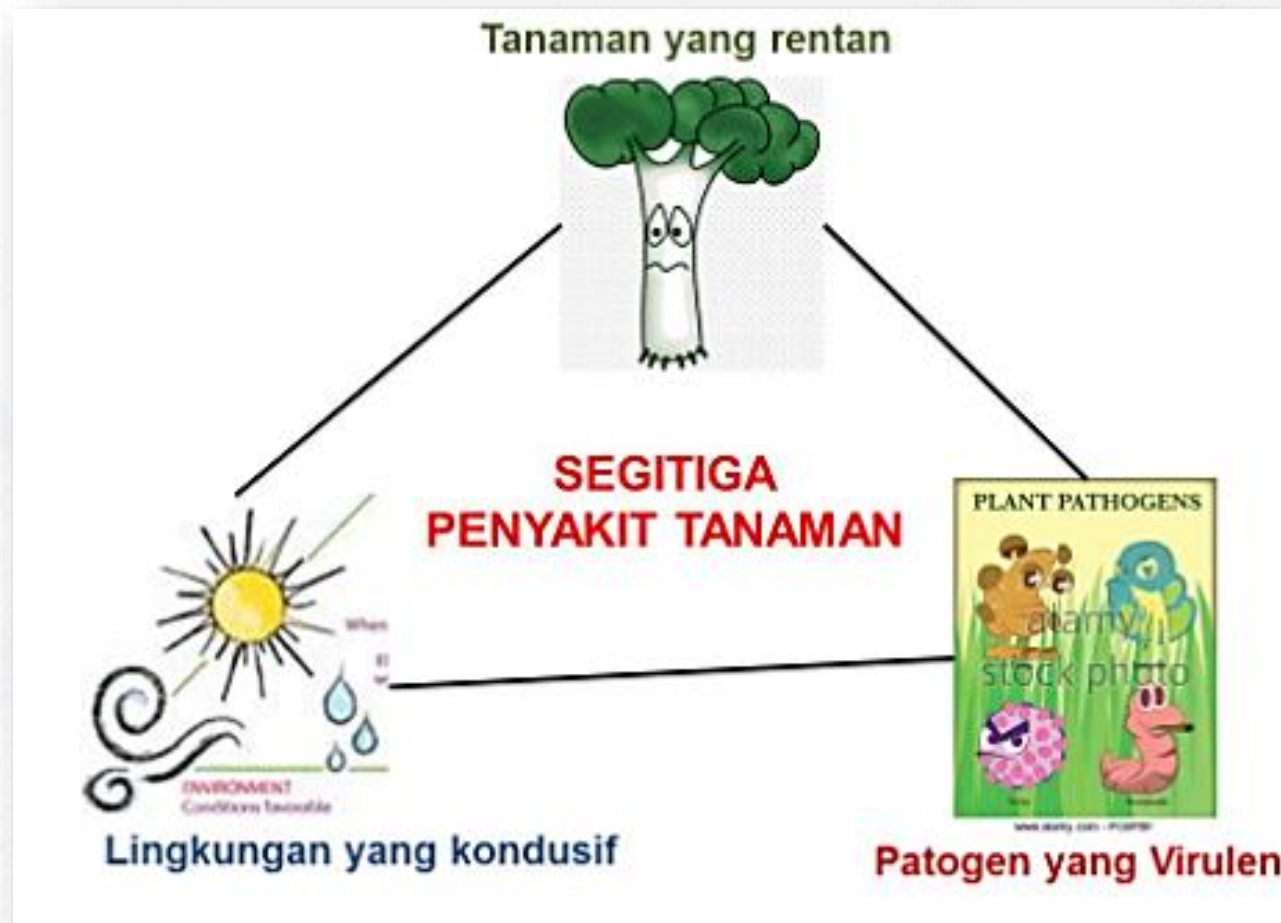 Tanaman yang rentan
SEGITIGA
PENYAKIT TANAMAN
PLANT PATHOGENS
alamy
stock photo
When
ENVIRONMENT
Conditions favorable
Lingkungan yang kondusif
Patogen yang Virulen